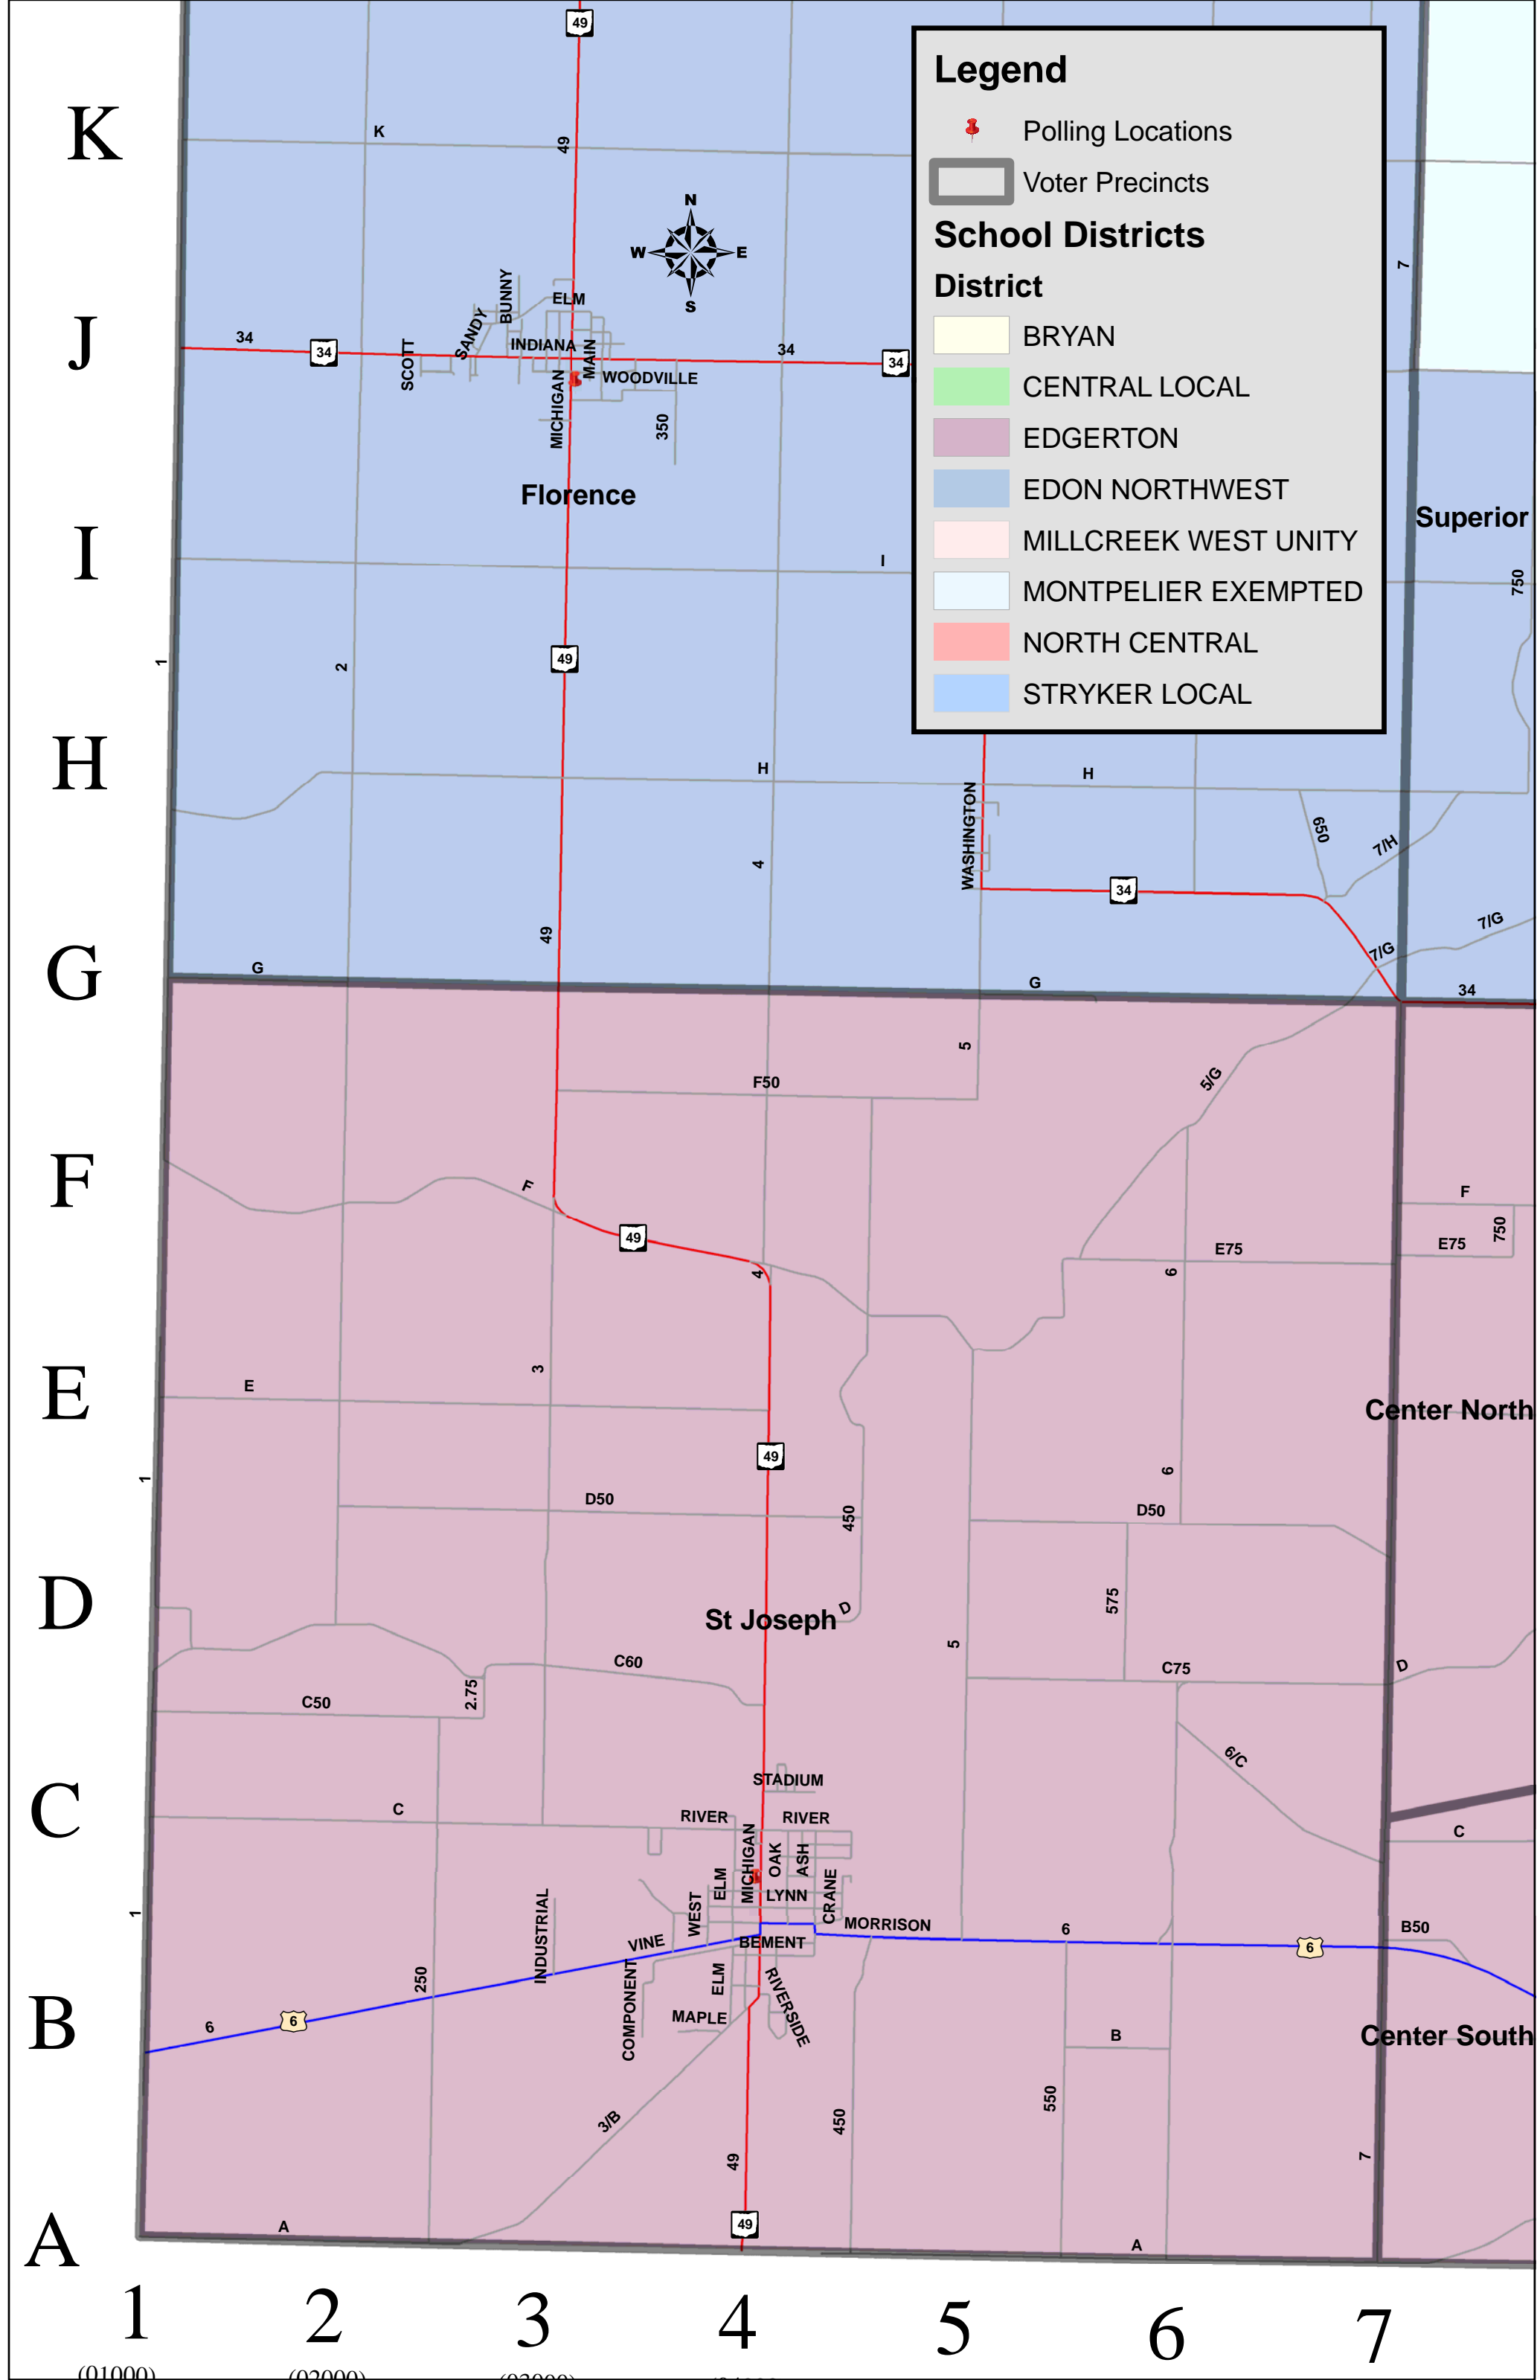 49
K
K
49
N
W E
S
Legend
Polling Locations
Voter Precincts
School Districts
District
BRYAN
CENTRAL LOCAL
EDGERTON
EDON NORTHWEST
MILLCREEK WEST UNITY
MONTPELIER EXEMPTED
NORTH CENTRAL
STRYKER LOCAL
7
J
BUNNY
ELM
SANDY
34
34
SCOTT
INDIANA
MAIN
34
34
MICHIGAN
WOODVILLE
350
Florence
Superior
I
I
750
1
2
49
H
H
H
WASHINGTON
650
7/H
4
34
49
7/G
7/G
G
G
G
34
5
F50
5/G
F
F
F
750
49
E75
E75
4
6
3
E
E
Center North
1
49
6
D50
450
D50
D
575
St Joseph
D
5
C60
C75
D
2.75
C50
6/C
STADIUM
C
C
RIVER
RIVER
MICHIGAN
OAK
ASH
C
ELM
LYNN
CRANE
1
WEST
INDUSTRIAL
MORRISON
6
B50
VINE
BEMENT
6
250
COMPONENT
ELM
RIVERSIDE
B
6
6
MAPLE
B
Center South
3/B
450
550
49
7
A
A
49
A
1
2
3
4
5
6
7
(01000)
(02000)
(03000)